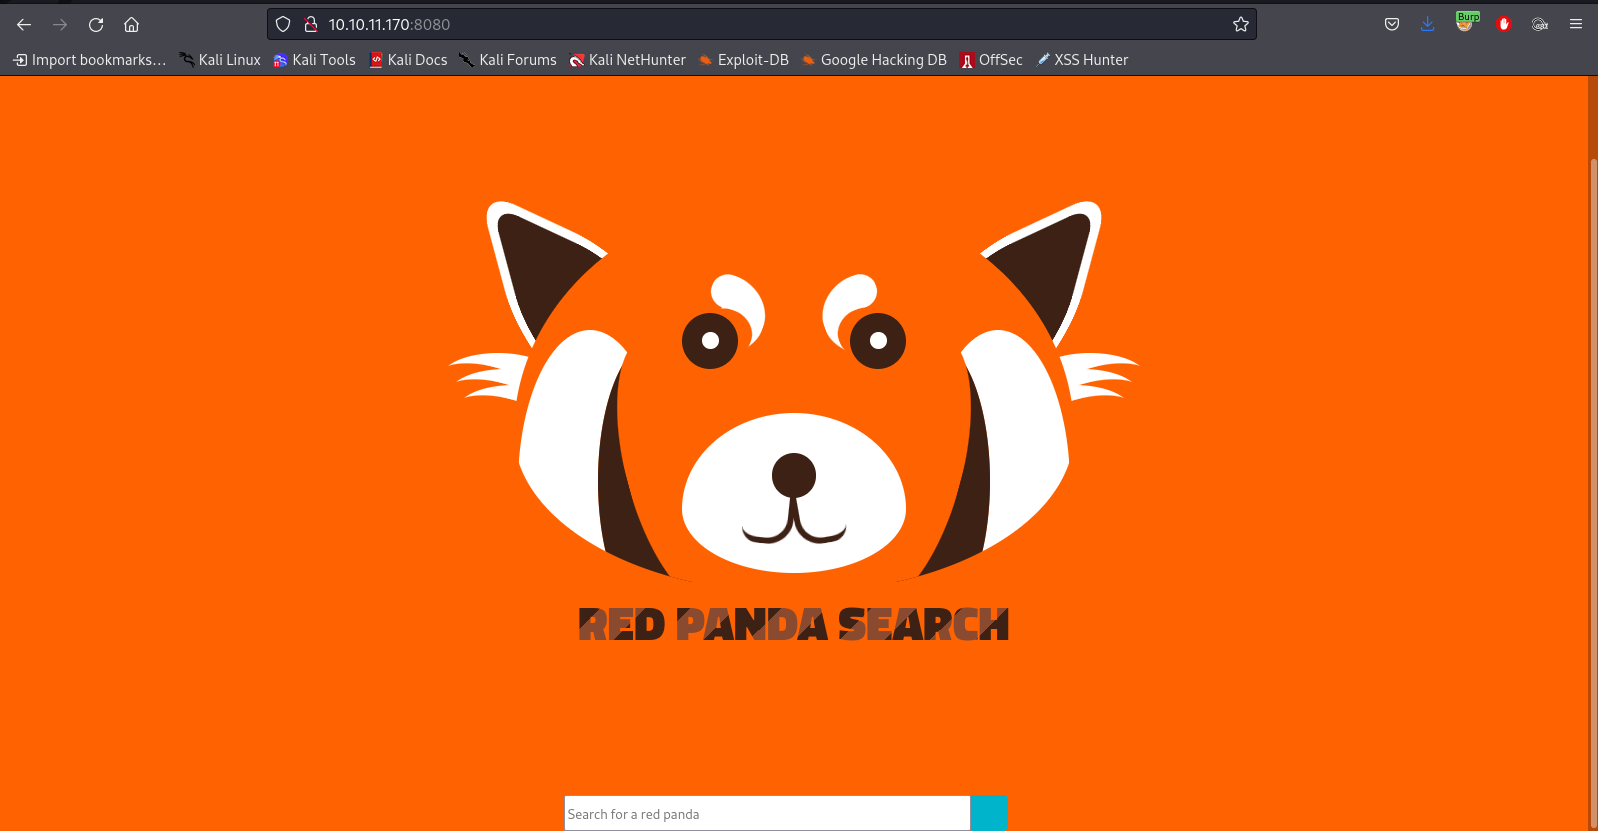 Burp
10.10.11.170:8080
Import bookmarks... Kali Linux Kali Tools Kali Docs Kali Forums Kali NetHunter Exploit-DB Google Hacking DB OffSec XSS Hunter
RED PANDA SEARCH
Search for a red panda